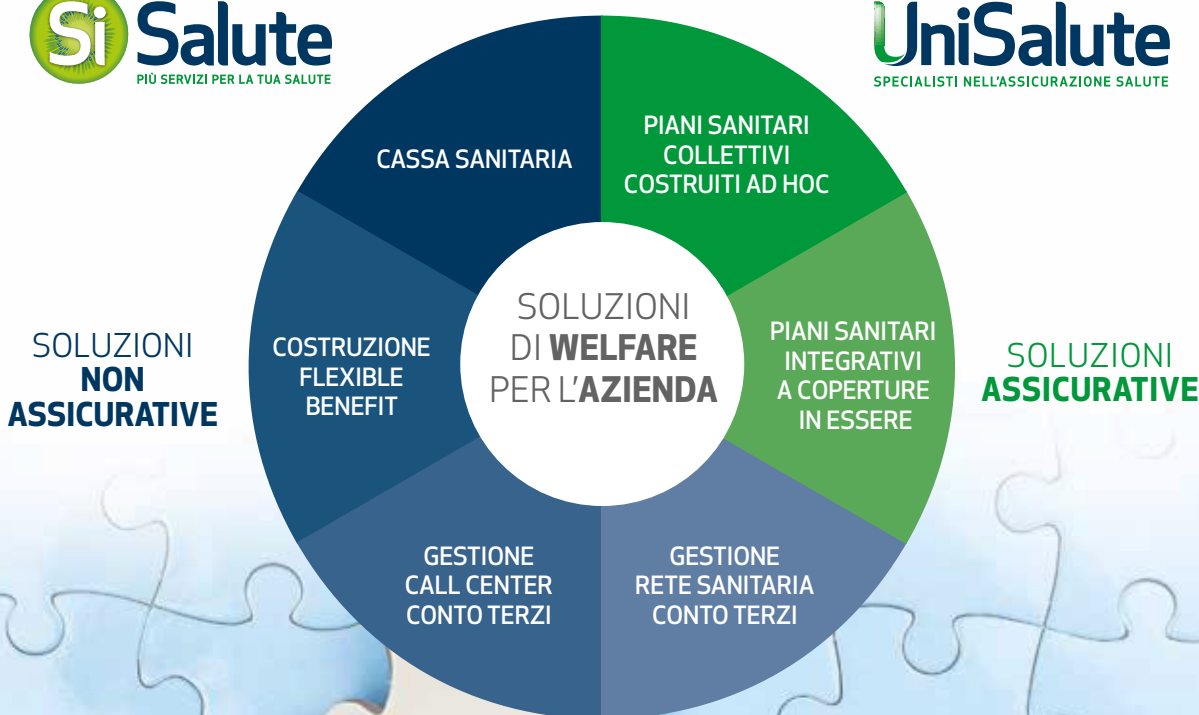 Si Salute
PIÙ SERVIZI PER LA TUA SALUTE
UniSalute
SPECIALISTI NELL'ASSICURAZIONE SALUTE
CASSA SANITARIA
PIANI SANITARI
COLLETTIVI
COSTRUITI AD HOC
SOLUZIONI
NON
ASSICURATIVE
COSTRUZIONE
FLEXIBLE
BENEFIT
SOLUZIONI
DI WELFARE
PER L'AZIENDA
PIANI SANITARI
INTEGRATIVI
A COPERTURE
IN ESSERE
SOLUZIONI
ASSICURATIVE
GESTIONE
CALL CENTER
CONTO TERZI
GESTIONE
RETE SANITARIA
CONTO TERZI